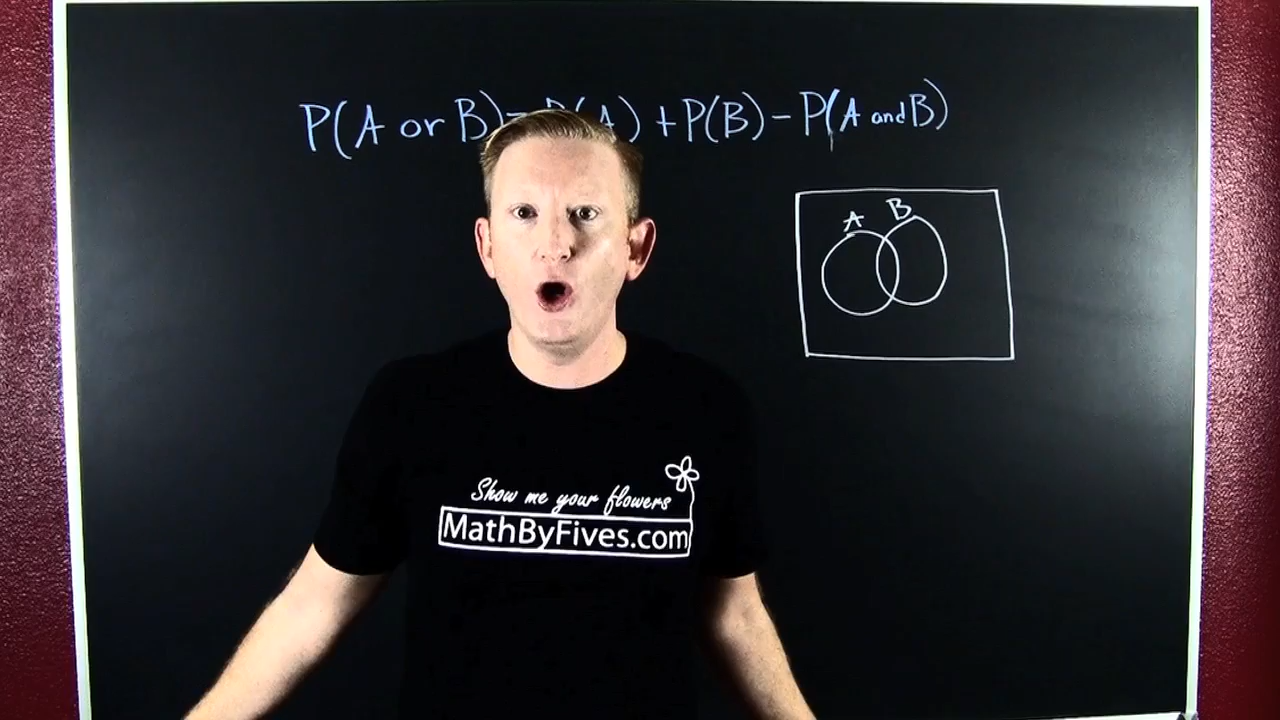 P(A or B)= P(A) + P(B) - P(A and B)
A B
Show me your flowers
MathByFives.com